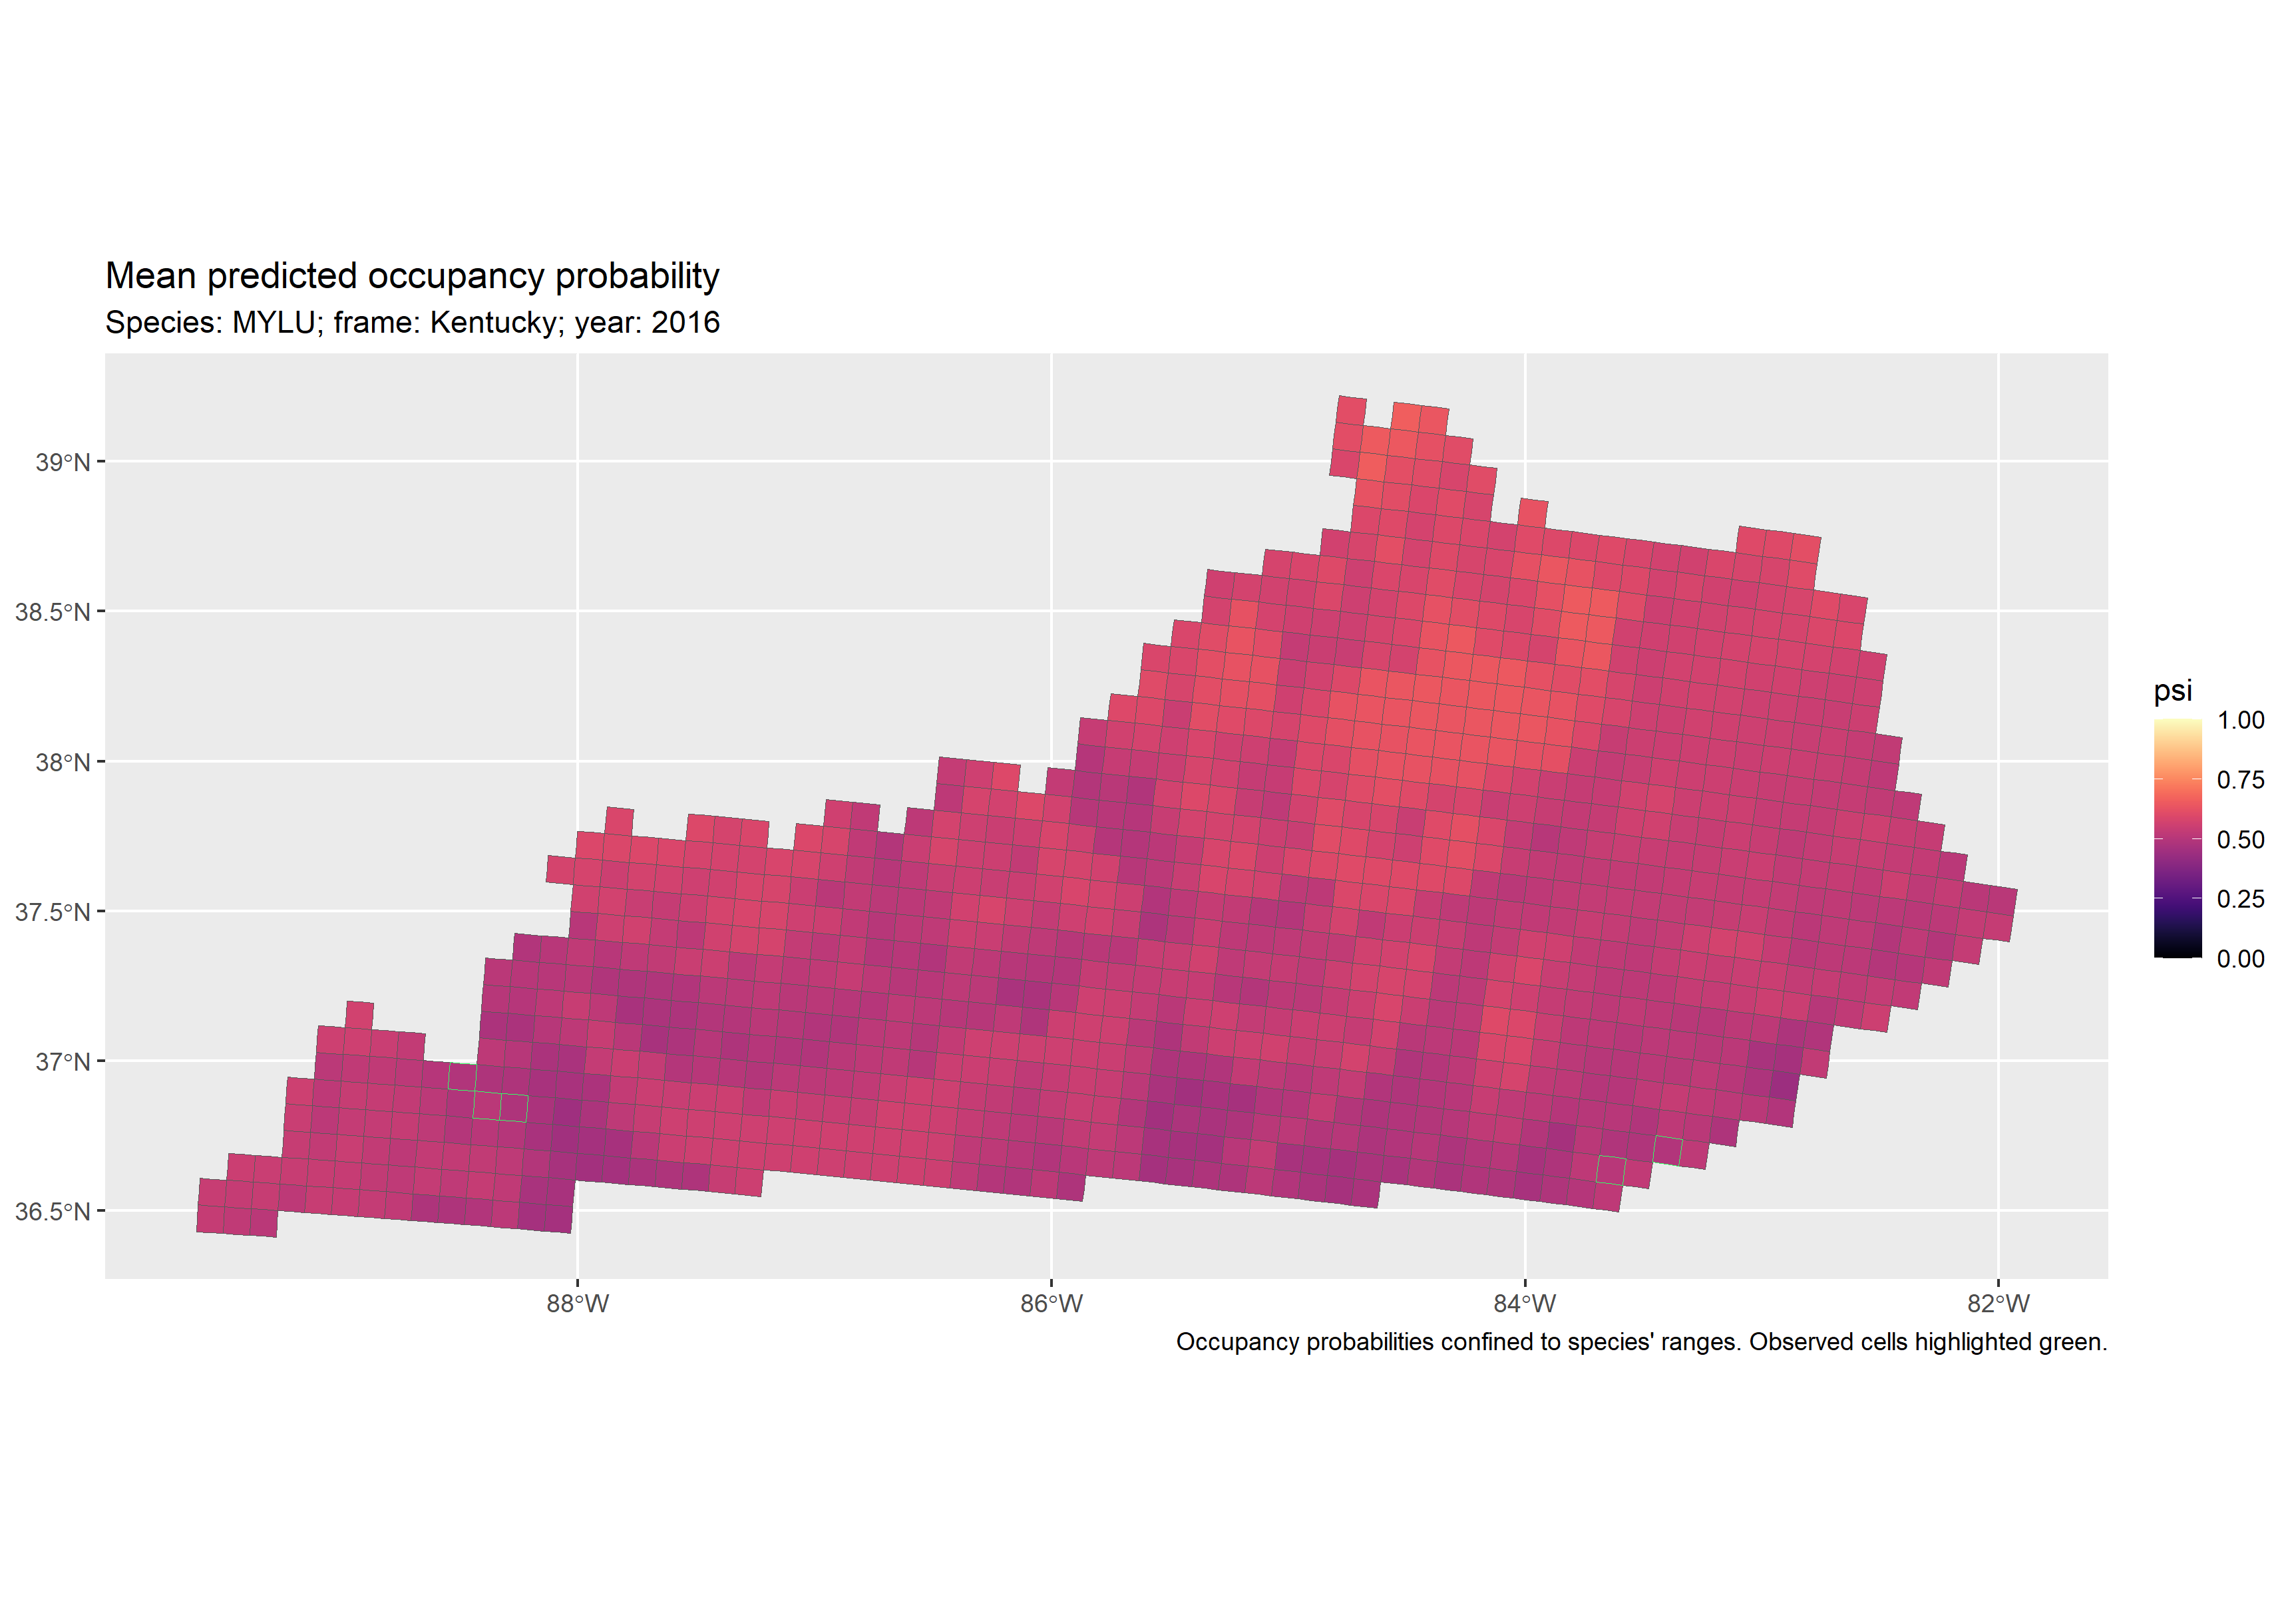 Mean predicted occupancy probability
Species: MYLU; frame: Kentucky; year: 2016
39°N
38.5°N
38°N
37.5°N
37°N
36.5°N
88°W
86°W
84°W
82°W
psi
1.00
0.75
0.50
0.25
0.00
Occupancy probabilities confined to species' ranges. Observed cells highlighted green.